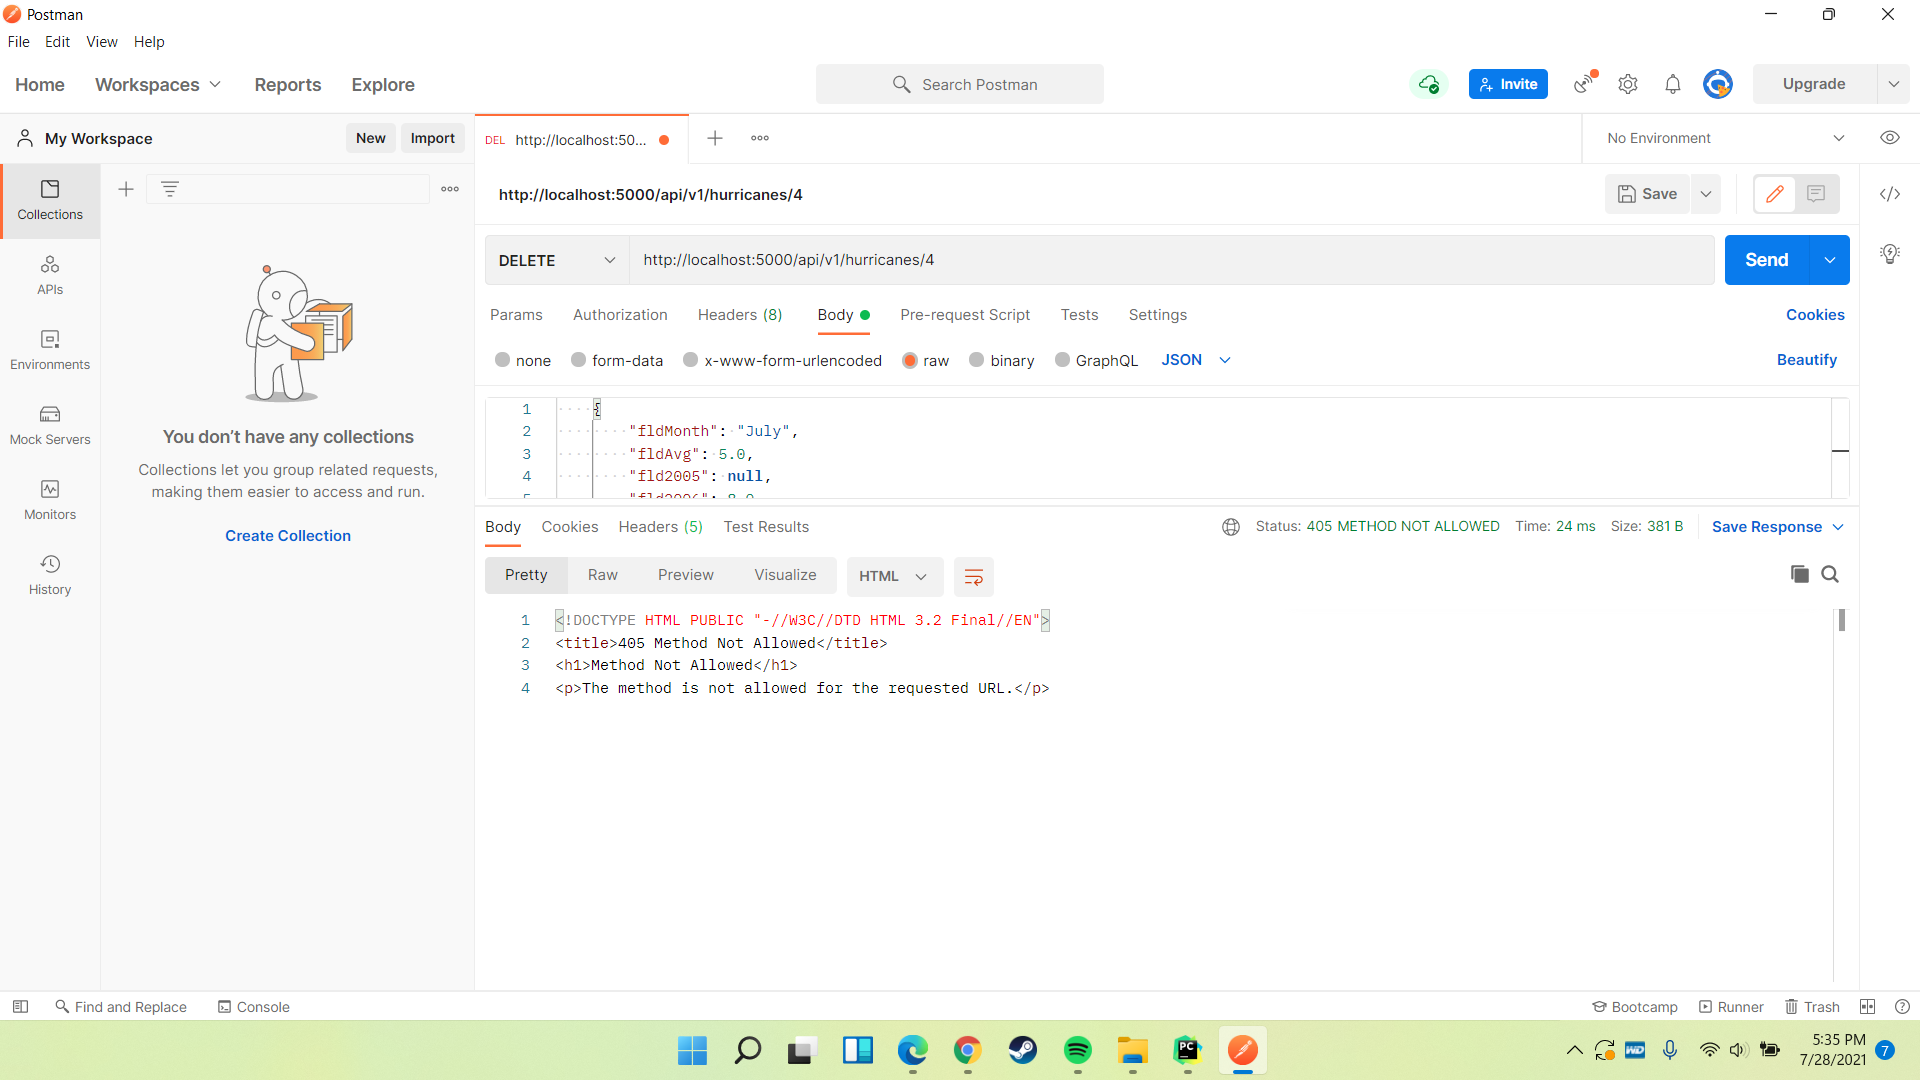 Postman
File Edit View Help
Home Workspaces Reports Explore
Search Postman
Invite
Upgrade
My Workspace
New Import
DEL http://localhost:50...
No Environment
http://localhost:5000/api/v1/hurricanes/4
Save
Collections
APIs
Environments
Mock Servers
Monitors
History
You don’t have any collections
Collections let you group related requests,
making them easier to access and run.
Create Collection
DELETE http://localhost:5000/api/v1/hurricanes/4
Send
Params Authorization Headers (8) Body Pre-request Script Tests Settings
Cookies
none form-data x-www-form-urlencoded raw binary GraphQL JSON
Beautify
1 {
2 "fldMonth": "July",
3 "fldAvg": 5.0,
4 "fld2005": null,
5 "fld2006": 8.0
Body Cookies Headers (5) Test Results
Status: 405 METHOD NOT ALLOWED Time: 24 ms Size: 381 B Save Response
Pretty Raw Preview Visualize HTML
1 <!DOCTYPE HTML PUBLIC "-//W3C//DTD HTML 3.2 Final//EN">
2 <title>405 Method Not Allowed</title>
3 <h1>Method Not Allowed</h1>
4 <p>The method is not allowed for the requested URL.</p>
Find and Replace Console
Bootcamp Runner Trash
PC
WD
5:35 PM
7/28/2021
7